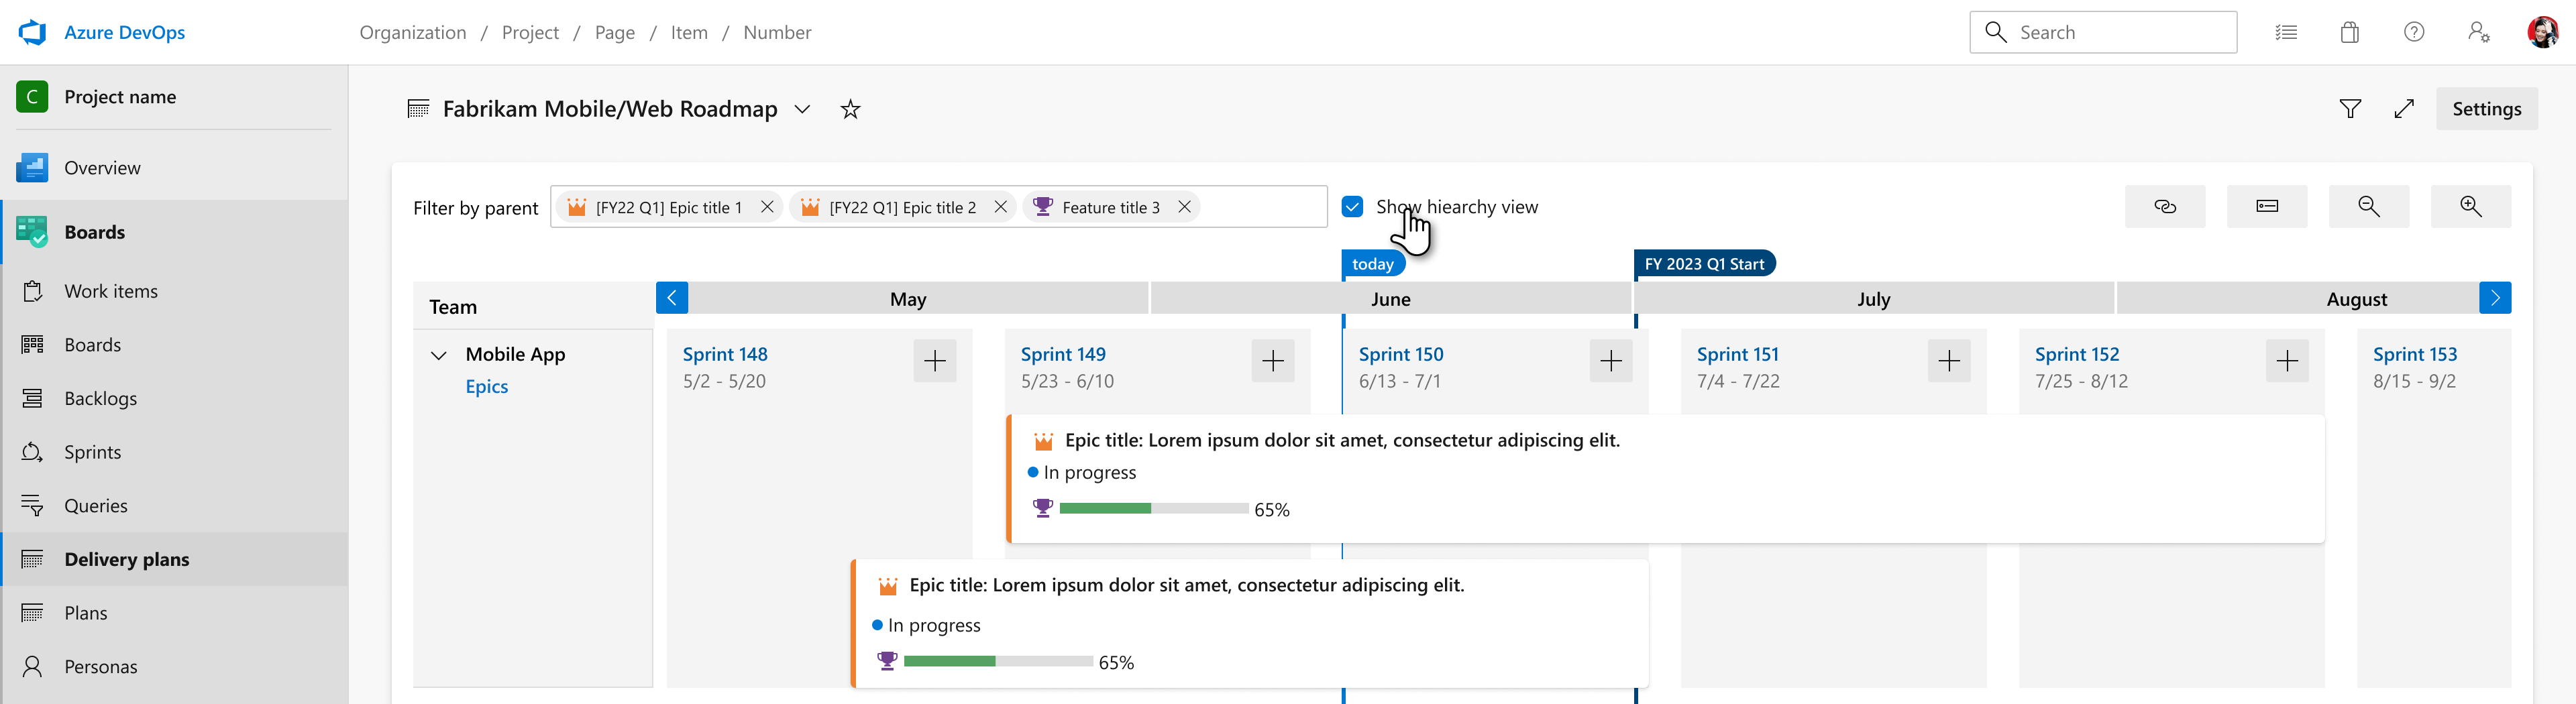 Azure DevOps
Organization / Project / Page / Item / Number
Search
C Project name
Overview
Boards
Work items
Boards
Backlogs
Sprints
Queries
Delivery plans
Plans
Personas
Fabrikam Mobile/Web Roadmap
Settings
Filter by parent
[FY22 Q1] Epic title 1
[FY22 Q1] Epic title 2
Feature title 3
Show hiearchy view
today
FY 2023 Q1 Start
Team
May
June
July
August
Mobile App
Epics
Sprint 148
5/2 - 5/20
Sprint 149
5/23 - 6/10
Sprint 150
6/13 - 7/1
Sprint 151
7/4 - 7/22
Sprint 152
7/25 - 8/12
Sprint 153
8/15 - 9/2
Epic title: Lorem ipsum dolor sit amet, consectetur adipiscing elit.
In progress
65%
Epic title: Lorem ipsum dolor sit amet, consectetur adipiscing elit.
In progress
65%